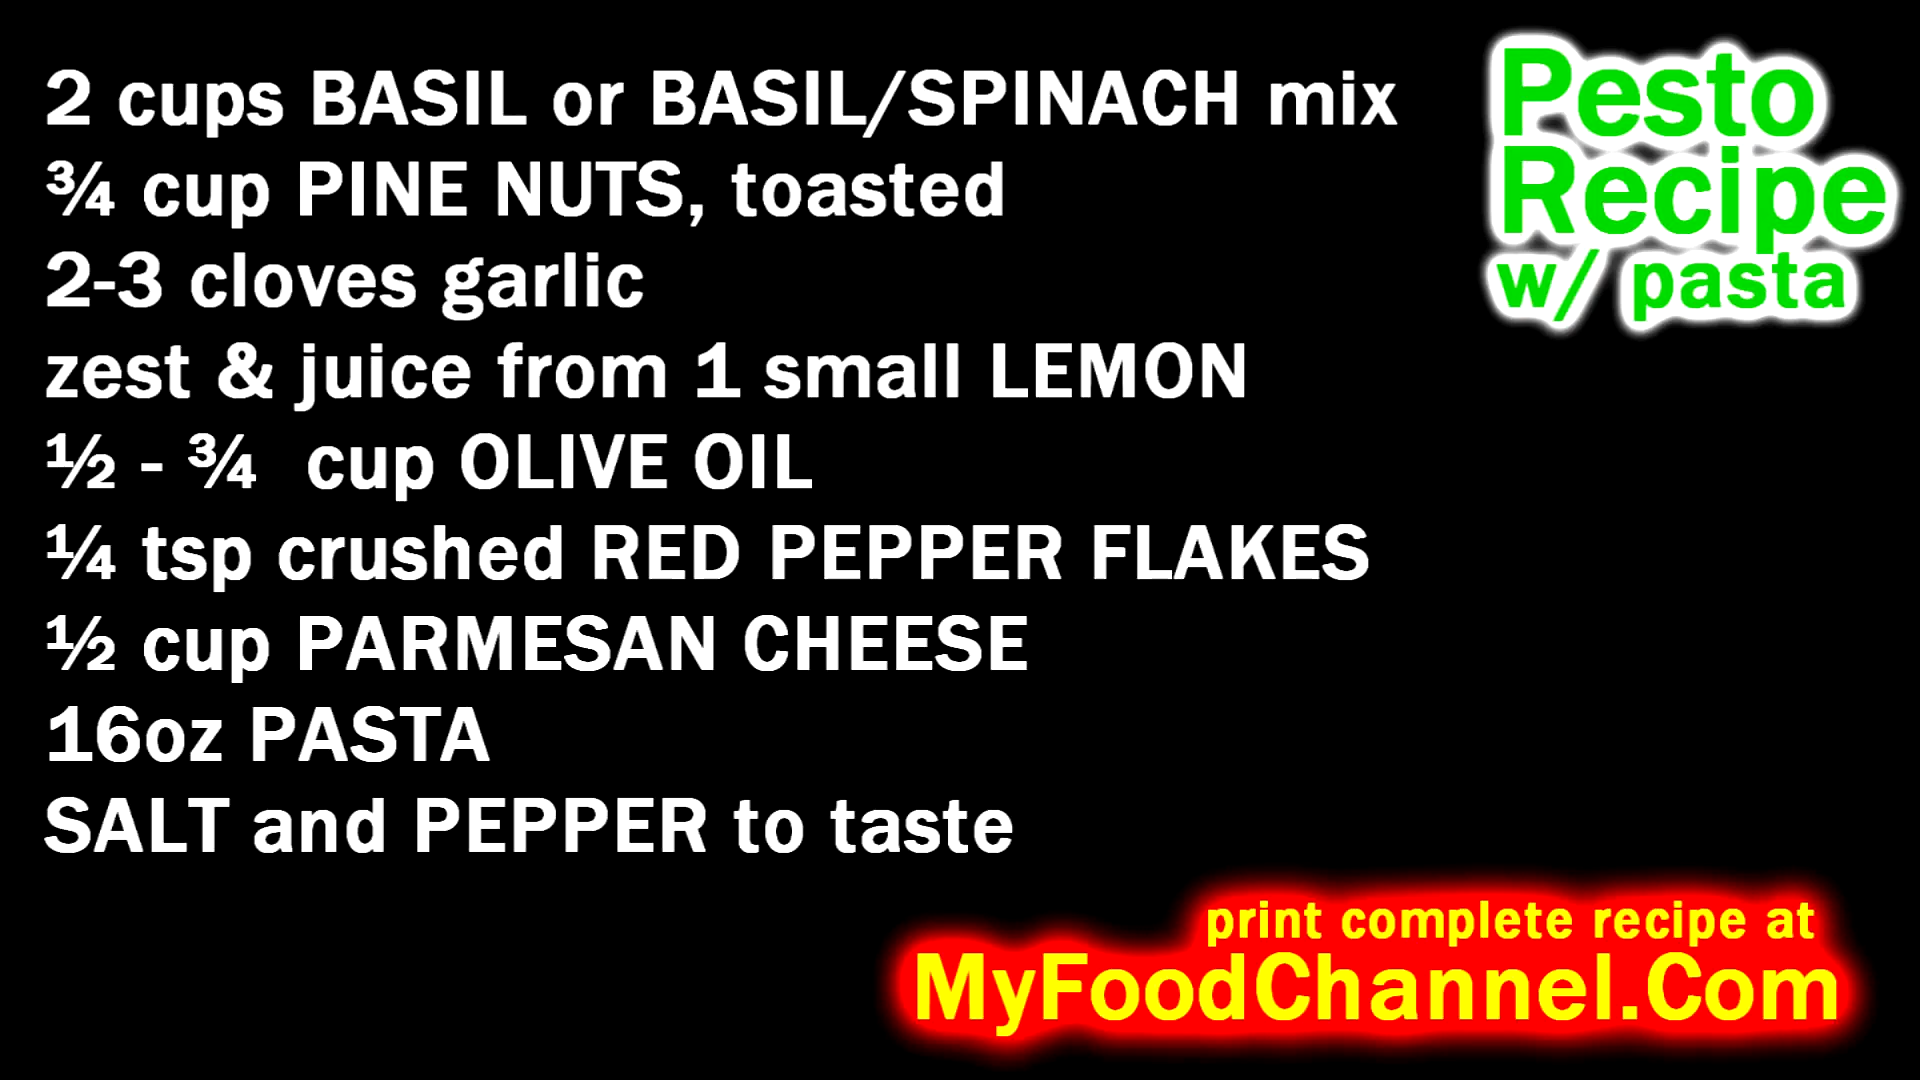 2 cups BASIL or BASIL/SPINACH mix
¾ cup PINE NUTS, toasted
2-3 cloves garlic
zest & juice from 1 small LEMON
½ - ¾  cup OLIVE OIL
¼ tsp crushed RED PEPPER FLAKES
½ cup PARMESAN CHEESE
16oz PASTA
SALT and PEPPER to taste
Pesto
Recipe
w/ pasta
print complete recipe at
MyFoodChannel.Com